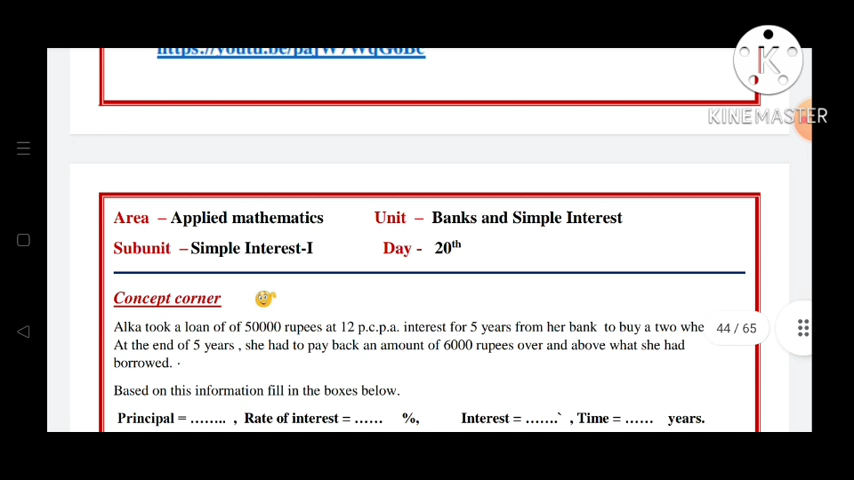 KINEMASTER
Area – Applied mathematics Unit – Banks and Simple Interest
Subunit – Simple Interest-I Day - 20th
Concept corner
Alka took a loan of of 50000 rupees at 12 p.c.p.a. interest for 5 years from her bank to buy a two whe
44 / 65
At the end of 5 years , she had to pay back an amount of 6000 rupees over and above what she had
borrowed. ·
Based on this information fill in the boxes below.
Principal = …….. , Rate of interest = …… %, Interest = …….` , Time = …… years.